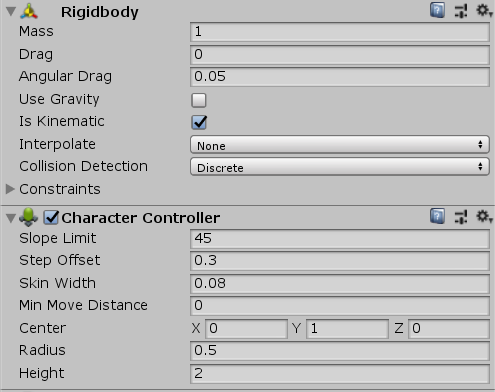 Rigidbody
Mass 1
Drag 0
Angular Drag 0.05
Use Gravity
Is Kinematic
Interpolate None
Collision Detection Discrete
Constraints
Character Controller
Slope Limit 45
Step Offset 0.3
Skin Width 0.08
Min Move Distance 0
Center X 0 Y 1 Z 0
Radius 0.5
Height 2